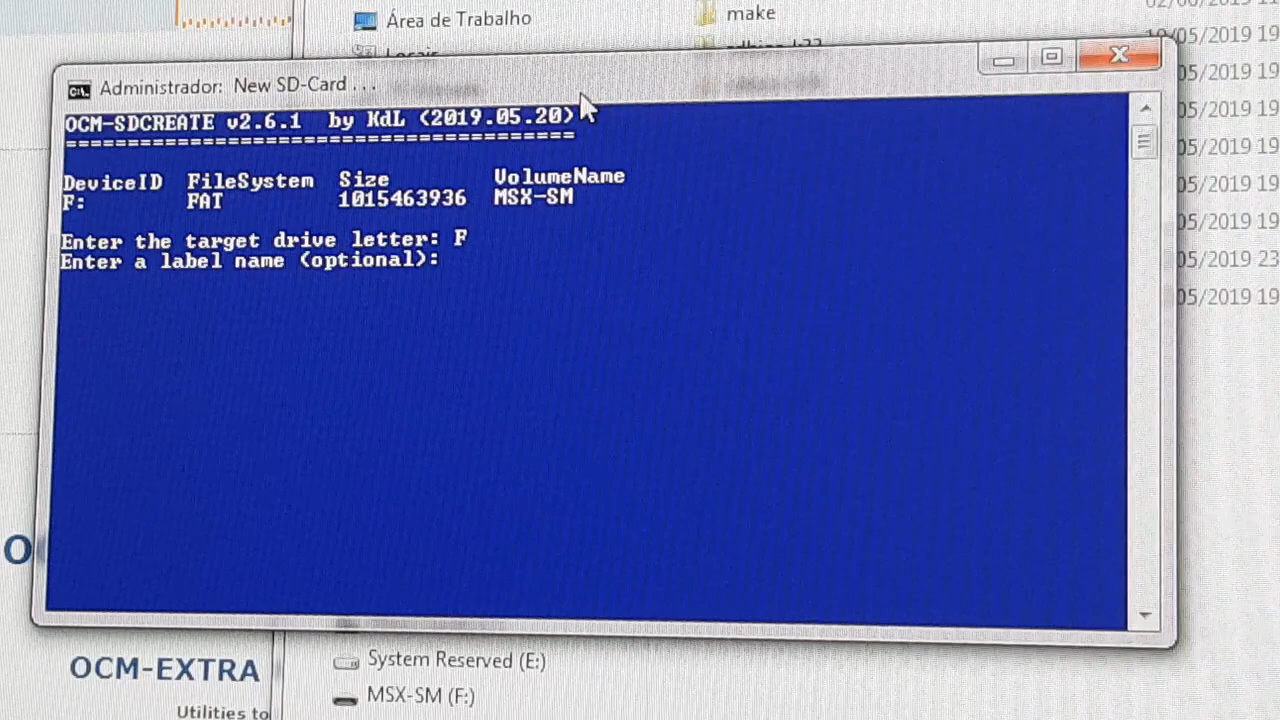 Área de Trabalho
make
Locais
Administrador: New SD-Card . . .
OCM-SDCREATE v2.6.1 by KdL (2019.05.20)
========================================
DeviceID FileSystem Size VolumeName
F: FAT 1015463936 MSX-SM
Enter the target drive letter: F
Enter a label name (optional):
19/05/2019 19
05/2019 19
05/2019 19
05/2019 19
05/2019 19
05/2019 19
05/2019 23
05/2019 19
O
OCM-EXTRA
Utilities to
System Reserved (E:)
MSX-SM (F:)